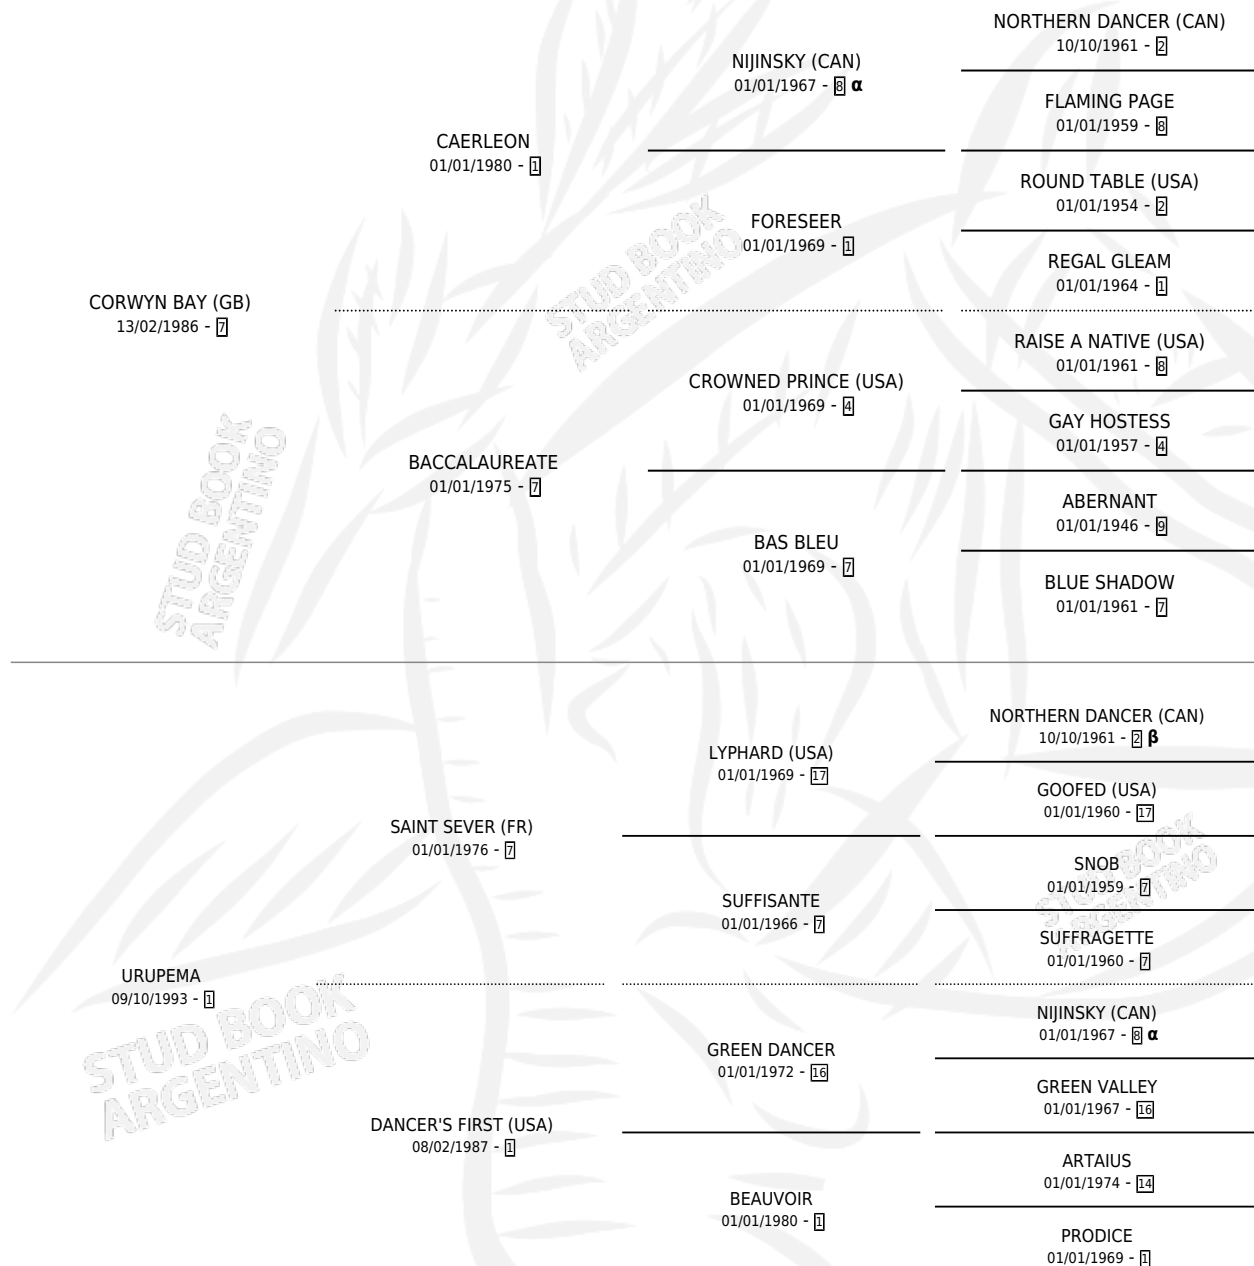 NORTHERN DANCER (CAN)
10/10/1961 - 2
NIJINSKY (CAN)
01/01/1967 - 8 α
FLAMING PAGE
01/01/1959 - 8
CAERLEON
01/01/1980 - 1
ROUND TABLE (USA)
01/01/1954 - 2
FORESEER
01/01/1969 - 1
REGAL GLEAM
01/01/1964 - 1
CORWYN BAY (GB)
13/02/1986 - 7
RAISE A NATIVE (USA)
01/01/1961 - 8
CROWNED PRINCE (USA)
01/01/1969 - 4
GAY HOSTESS
01/01/1957 - 4
BACCALAUREATE
01/01/1975 - 7
ABERNANT
01/01/1946 - 9
BAS BLEU
01/01/1969 - 7
BLUE SHADOW
01/01/1961 - 7
NORTHERN DANCER (CAN)
10/10/1961 - 2 β
LYPHARD (USA)
01/01/1969 - 17
GOOFED (USA)
01/01/1960 - 17
SAINT SEVER (FR)
01/01/1976 - 7
SNOB
01/01/1959 - 7
SUFFISANTE
01/01/1966 - 7
SUFFRAGETTE
01/01/1960 - 7
URUPEMA
09/10/1993 - 1
NIJINSKY (CAN)
01/01/1967 - 8 α
GREEN DANCER
01/01/1972 - 16
GREEN VALLEY
01/01/1967 - 16
DANCER'S FIRST (USA)
08/02/1987 - 1
ARTAIUS
01/01/1974 - 14
BEAUVOIR
01/01/1980 - 1
PRODICE
01/01/1969 - 1
STUD BOOK
ARGENTINO
STUD BOOK
ARGENTINO
STUD BOOK
ARGENTINO
STUD BOOK
ARGENTINO